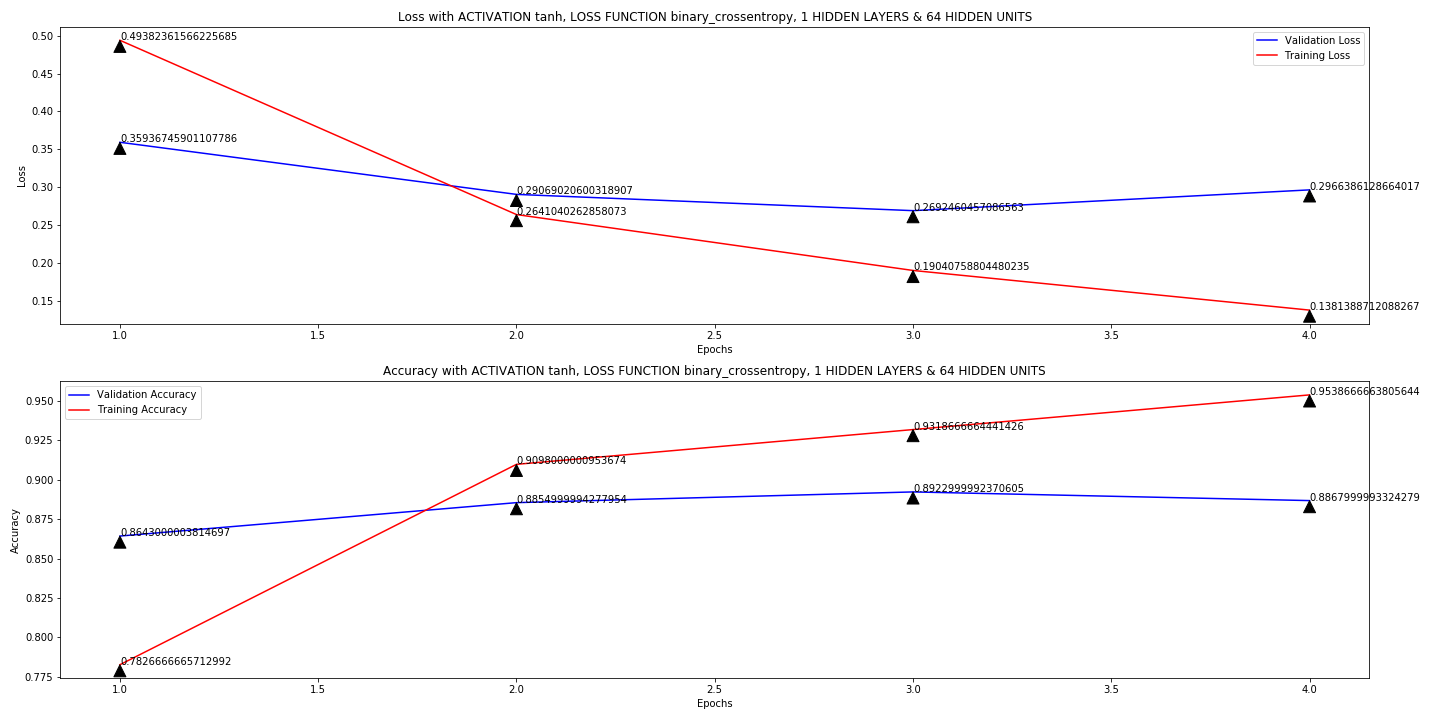 Loss with ACTIVATION tanh, LOSS FUNCTION binary_crossentropy, 1 HIDDEN LAYERS & 64 HIDDEN UNITS
0.50
0.45
0.40
0.35
0.30
0.25
0.20
0.15
Loss
0.49382361566225685
0.35936745901107786
0.29069020600318907
0.2641040262858073
0.2692460457086563
0.19040758804480235
0.2966386128664017
0.1381388712088267
Validation Loss
Training Loss
1.0 1.5 2.0 2.5 3.0 3.5 4.0
Epochs
Accuracy with ACTIVATION tanh, LOSS FUNCTION binary_crossentropy, 1 HIDDEN LAYERS & 64 HIDDEN UNITS
Validation Accuracy
Training Accuracy
0.950
0.925
0.900
0.875
0.850
0.825
0.800
0.775
Accuracy
0.8643000003814697
0.7826666665712992
0.9098000000953674
0.8854999994277954
0.9318666664441426
0.8922999992370605
0.9538666663805644
0.8867999993324279
1.0 1.5 2.0 2.5 3.0 3.5 4.0
Epochs